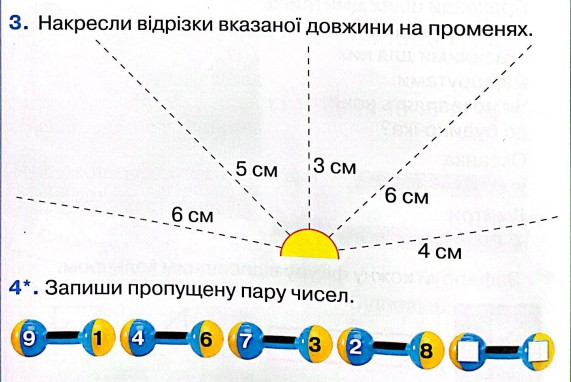 3. Накресли відрізки вказаної довжини на променях.
5 см 3 см
6 см 6 см
4 см
4*. Запиши пропущену пару чисел.
9 1 4 6 7 3 2 8